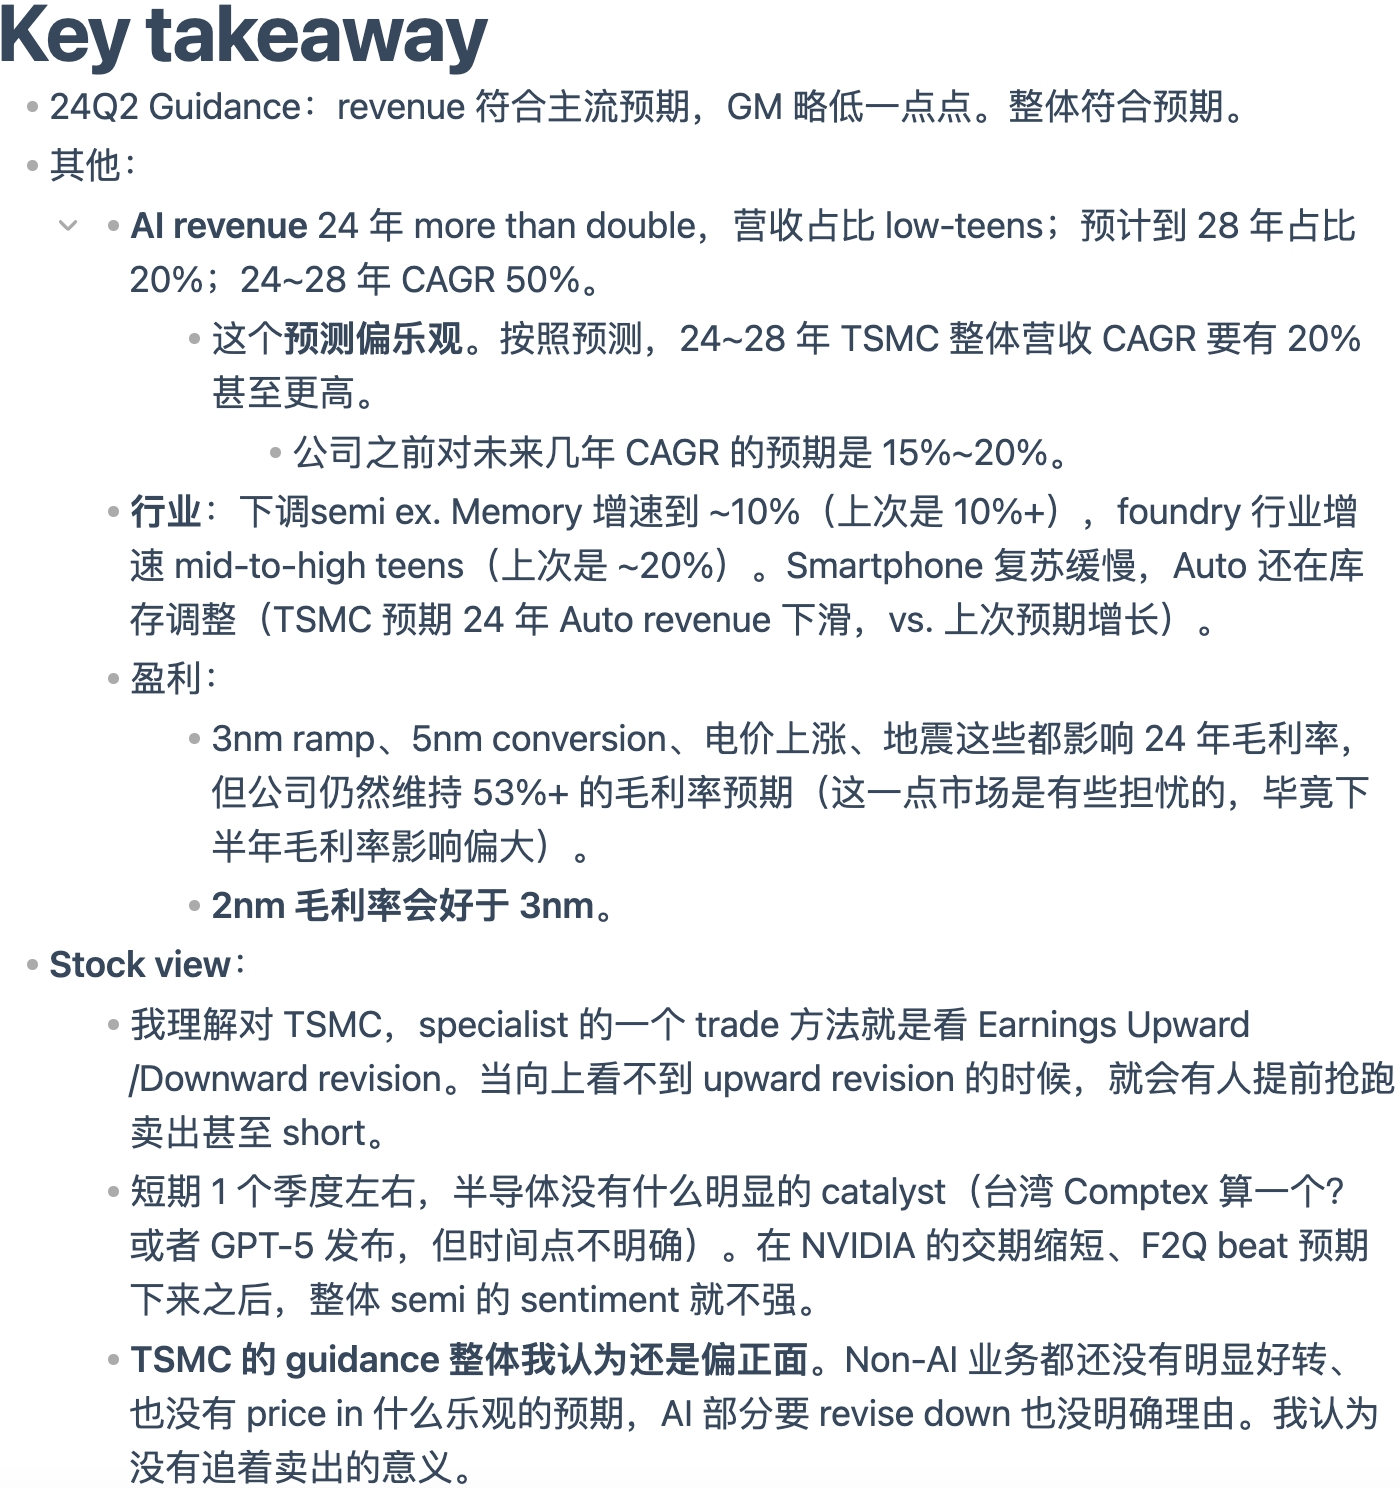 Key takeaway
24Q2 Guidance：revenue 符合主流预期，GM 略低一点点。整体符合预期。
其他：
AI revenue 24 年 more than double，营收占比 low-teens；预计到 28 年占比
20%；24~28 年 CAGR 50%。
这个预测偏乐观。按照预测，24~28 年 TSMC 整体营收 CAGR 要有 20%
甚至更高。
公司之前对未来几年 CAGR 的预期是 15%~20%。
行业：下调semi ex. Memory 增速到 ~10%（上次是 10%+），foundry 行业增
速 mid-to-high teens（上次是 ~20%）。Smartphone 复苏缓慢，Auto 还在库
存调整（TSMC 预期 24 年 Auto revenue 下滑，vs. 上次预期增长）。
盈利：
3nm ramp、5nm conversion、电价上涨、地震这些都影响 24 年毛利率，
但公司仍然维持 53%+ 的毛利率预期（这一点市场是有些担忧的，毕竟下
半年毛利率影响偏大）。
2nm 毛利率会好于 3nm。
Stock view：
我理解对 TSMC，specialist 的一个 trade 方法就是看 Earnings Upward
/Downward revision。当向上看不到 upward revision 的时候，就会有人提前抢跑
卖出甚至 short。
短期 1 个季度左右，半导体没有什么明显的 catalyst（台湾 Comptex 算一个？
或者 GPT-5 发布，但时间点不明确）。在 NVIDIA 的交期缩短、F2Q beat 预期
下来之后，整体 semi 的 sentiment 就不强。
TSMC 的 guidance 整体我认为还是偏正面。Non-AI 业务都还没有明显好转、
也没有 price in 什么乐观的预期，AI 部分要 revise down 也没明确理由。我认为
没有追着卖出的意义。